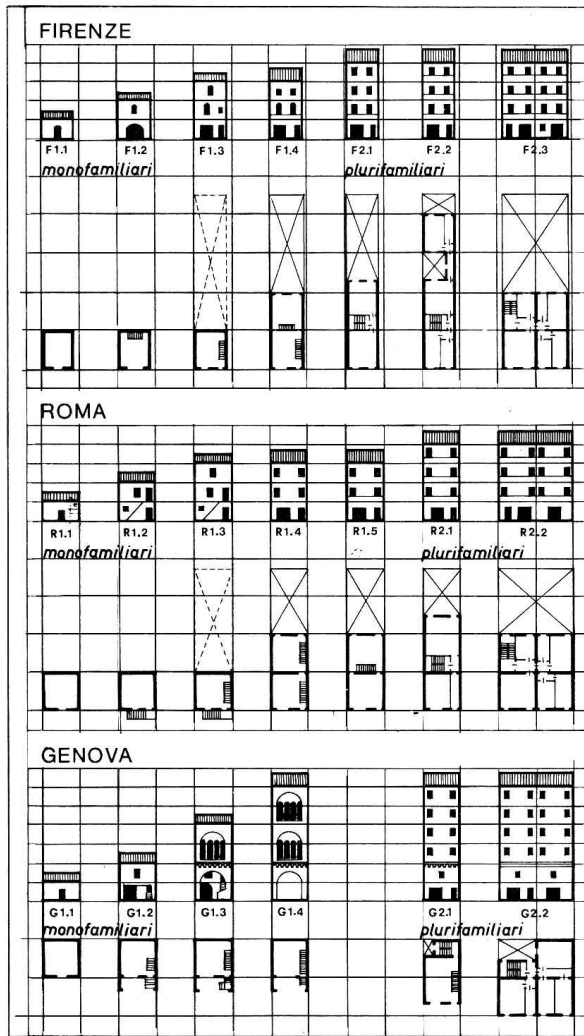 FIRENZE
F1.1 F1.2 F1.3 F1.4 F2.1 F2.2 F2.3
monofamiliari plurifamiliari
ROMA
R1.1 R1.2 R1.3 R1.4 R1.5 R2.1 R2.2
monofamiliari plurifamiliari
GENOVA
G1.1 G1.2 G1.3 G1.4 G2.1 G2.2
monofamiliari plurifamiliari